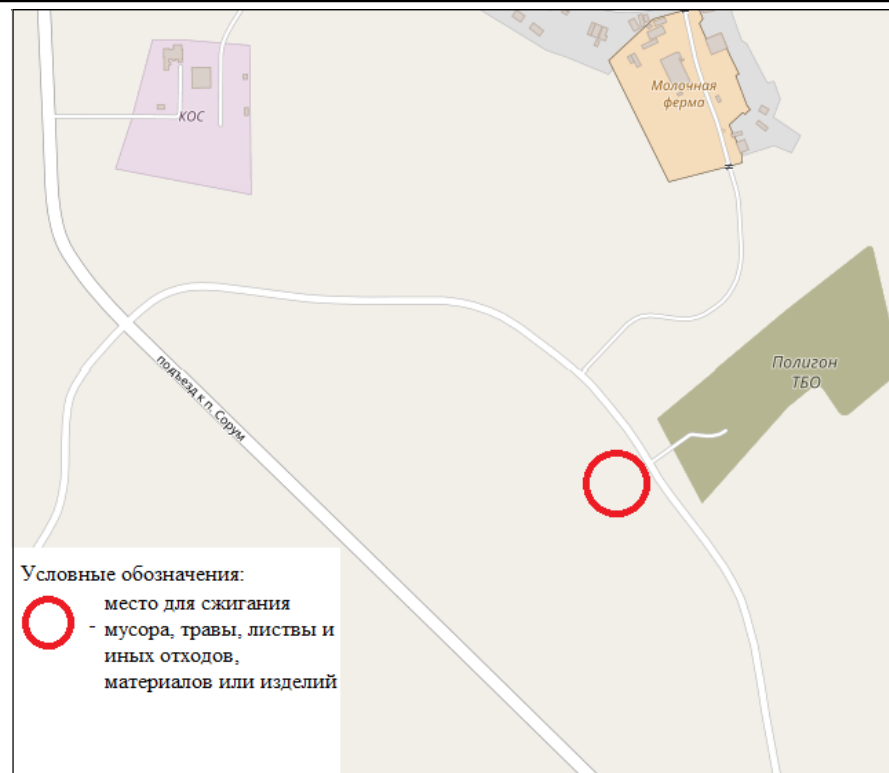 Молочная
ферма
КОС
Полигон
ТБО
подъезд к п. Сорум
Условные обозначения:
место для сжигания
- мусора, травы, листвы и
иных отходов,
материалов или изделий